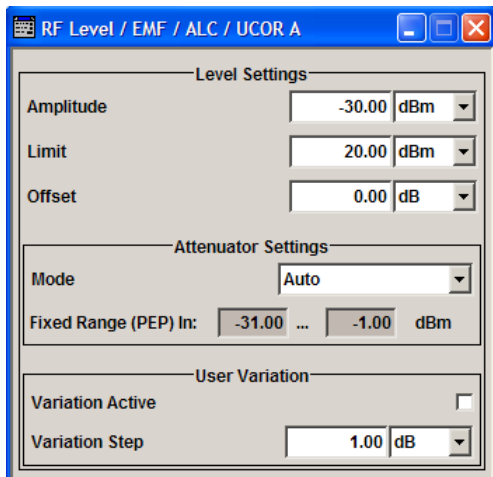 RF Level / EMF / ALC / UCOR A
Level Settings
Amplitude -30.00 dBm
Limit 20.00 dBm
Offset 0.00 dB
Attenuator Settings
Mode Auto
Fixed Range (PEP) In: -31.00 ... -1.00 dBm
User Variation
Variation Active
Variation Step 1.00 dB